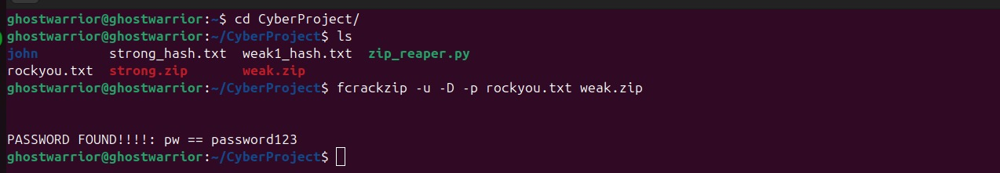 ghostwarrior@ghostwarrior:~$ cd CyberProject/
ghostwarrior@ghostwarrior:~/CyberProject$ ls
john strong_hash.txt weak1_hash.txt zip_reaper.py
rockyou.txt strong.zip weak.zip
ghostwarrior@ghostwarrior:~/CyberProject$ fcrackzip -u -D -p rockyou.txt weak.zip
PASSWORD FOUND!!!!: pw == password123
ghostwarrior@ghostwarrior:~/CyberProject$